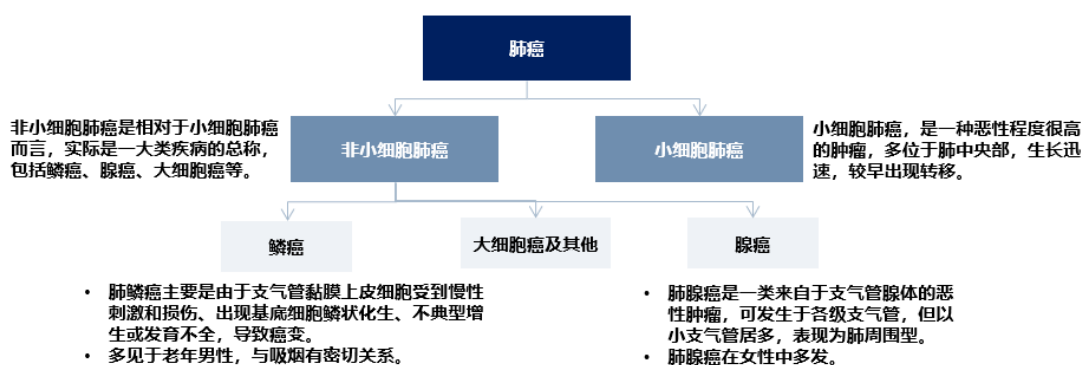 肺癌
非小细胞肺癌是相对于小细胞肺癌
而言，实际是一大类疾病的总称，
包括鳞癌、腺癌、大细胞癌等。
非小细胞肺癌
小细胞肺癌
小细胞肺癌，是一种恶性程度很高
的肿瘤，多位于肺中央部，生长迅
速，较早出现转移。
鳞癌
大细胞癌及其他
腺癌
• 肺鳞癌主要是由于支气管黏膜上皮细胞受到慢性
刺激和损伤、出现基底细胞鳞状化生、不典型增
生或发育不全，导致癌变。
• 多见于老年男性，与吸烟有密切关系。
• 肺腺癌是一类来自于支气管腺体的恶
性肿瘤，可发生于各级支气管，但以
小支气管居多，表现为肺周围型。
• 肺腺癌在女性中多发。